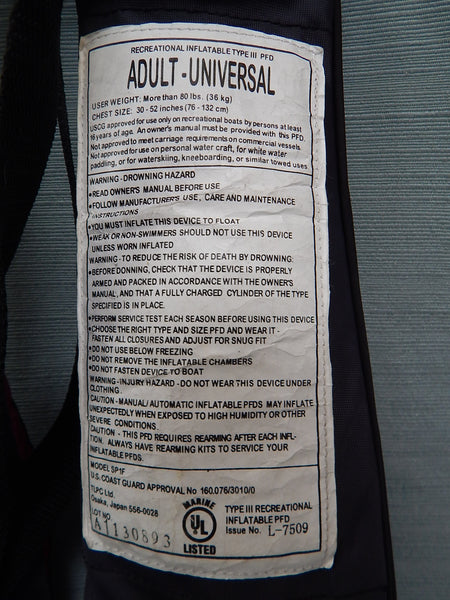 RECREATIONAL INFLATABLE TYPE III PFD
ADULT - UNIVERSAL
USER WEIGHT: More than 80 lbs. (36 kg)
CHEST SIZE: 30 - 52 inches (76 - 132 cm)
USCG approved for use only on recreational boats by persons at least
16 years of age. An owner's manual must be provided with this PFD.
Not approved to meet carriage requirements on commercial vessels.
Not approved for use on personal water craft, for white water
paddling, or for waterskiing, kneeboarding, or similar towed uses.
WARNING - DROWNING HAZARD
•READ OWNER'S MANUAL BEFORE USE
•FOLLOW MANUFACTURER'S USE, CARE AND MAINTENANCE
INSTRUCTIONS
•YOU MUST INFLATE THIS DEVICE TO FLOAT
•WEAK OR NON-SWIMMERS SHOULD NOT USE THIS DEVICE
UNLESS WORN INFLATED
WARNING - TO REDUCE THE RISK OF DEATH BY DROWNING:
•BEFORE DONNING, CHECK THAT THE DEVICE IS PROPERLY
ARMED AND PACKED IN ACCORDANCE WITH THE OWNER'S
MANUAL, AND THAT A FULLY CHARGED CYLINDER OF THE TYPE
SPECIFIED IS IN PLACE.
•PERFORM SERVICE TEST EACH SEASON BEFORE USING THIS DEVICE
•CHOOSE THE RIGHT TYPE AND SIZE PFD AND WEAR IT -
FASTEN ALL CLOSURES AND ADJUST FOR SNUG FIT
•DO NOT USE BELOW FREEZING
•DO NOT REMOVE THE INFLATABLE CHAMBERS
•DO NOT FASTEN DEVICE TO BOAT
WARNING -INJURY HAZARD - DO NOT WEAR THIS DEVICE UNDER
CLOTHING.
CAUTION - MANUAL/AUTOMATIC INFLATABLE PFDS MAY INFLATE
UNEXPECTEDLY WHEN EXPOSED TO HIGH HUMIDITY OR OTHER
SEVERE CONDITIONS.
CAUTION - THIS PFD REQUIRES REARMING AFTER EACH INFL-
TION. ALWAYS HAVE REARMING KITS TO SERVICE YOUR
INFLATABLE PFDS.
MODEL SP1F
U.S. COAST GUARD APPROVAL No 160.076/3010/0
TLPC Ltd.
Osaka, Japan 556-0028
LOT NO
A1130893
MARINE
UL
LISTED
TYPE III RECREATIONAL
INFLATABLE PFD
Issue No. L-7509